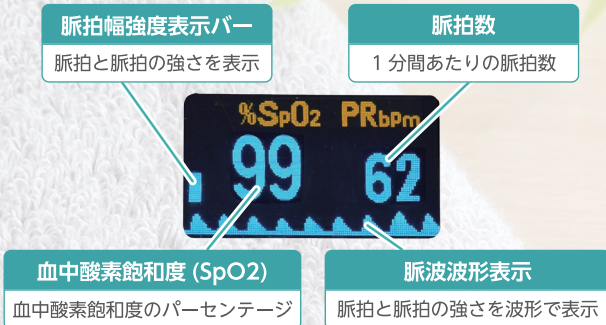 脈拍幅強度表示バー
脈拍と脈拍の強さを表示
脈拍数
1分間あたりの脈拍数
%SpO2 PRbpm
99 62
血中酸素飽和度 (SpO2)
血中酸素飽和度のパーセンテージ
脈波波形表示
脈拍と脈拍の強さを波形で表示